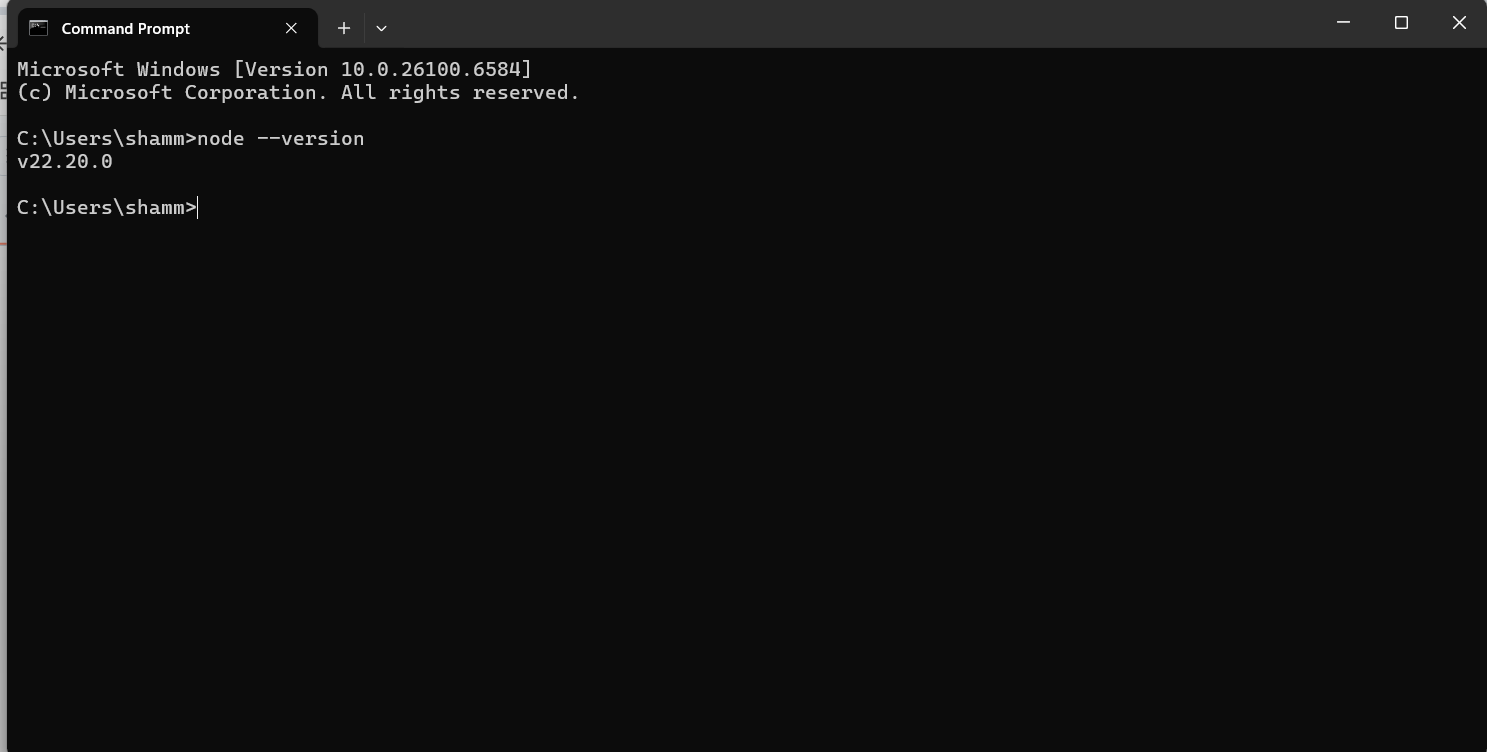 Command Prompt
Microsoft Windows [Version 10.0.26100.6584]
(c) Microsoft Corporation. All rights reserved.
C:\Users\shamm>node --version
v22.20.0
C:\Users\shamm>